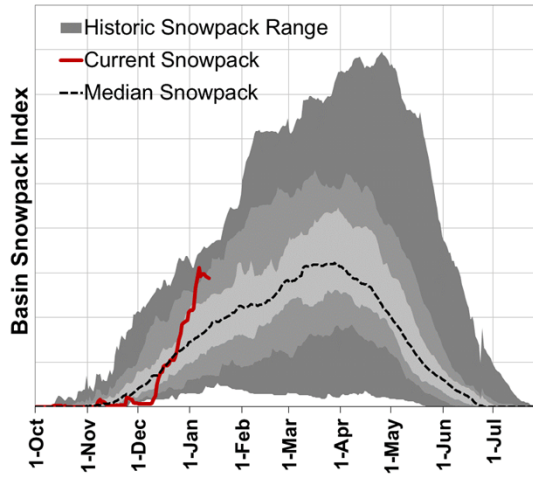 Historic Snowpack Range
Current Snowpack
Median Snowpack
Basin Snowpack Index
1-Oct
1-Nov
1-Dec
1-Jan
1-Feb
1-Mar
1-Apr
1-May
1-Jun
1-Jul